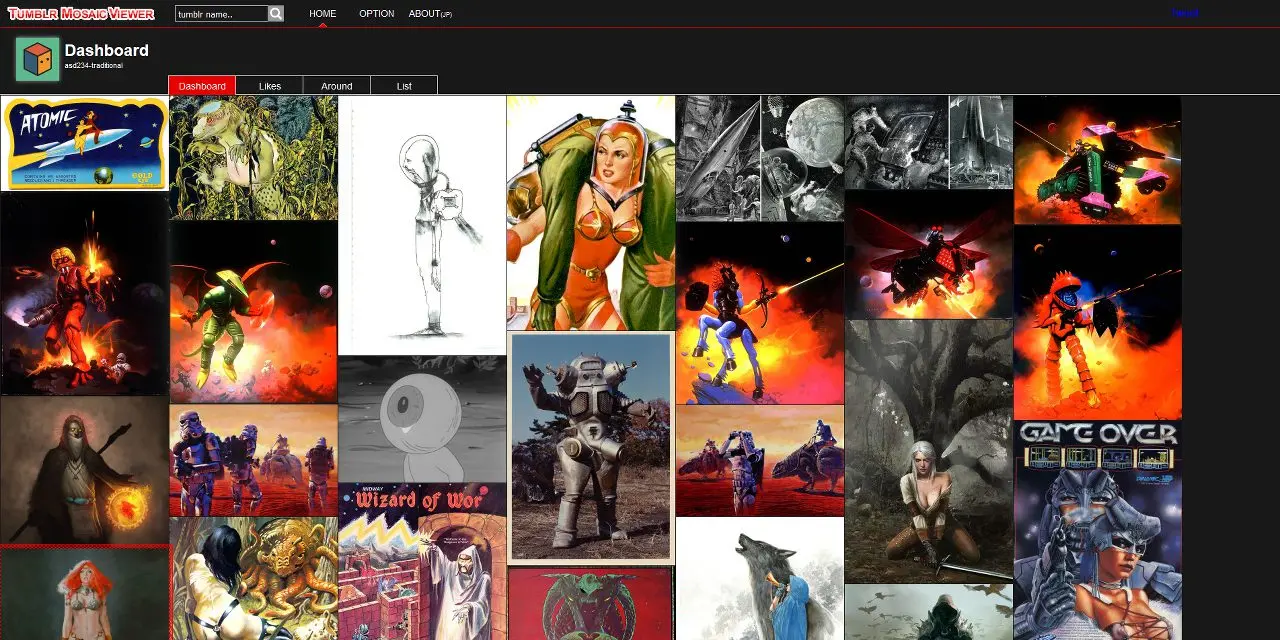 TUMBLR MOSAIC VIEWER
tumblr name..
HOME
OPTION
ABOUT(JP)
Dashboard
asd234-traditional
Dashboard
Likes
Around
List
ATOMIC
GOLD
MIDWAY
Wizard of Wor
GAME OVER